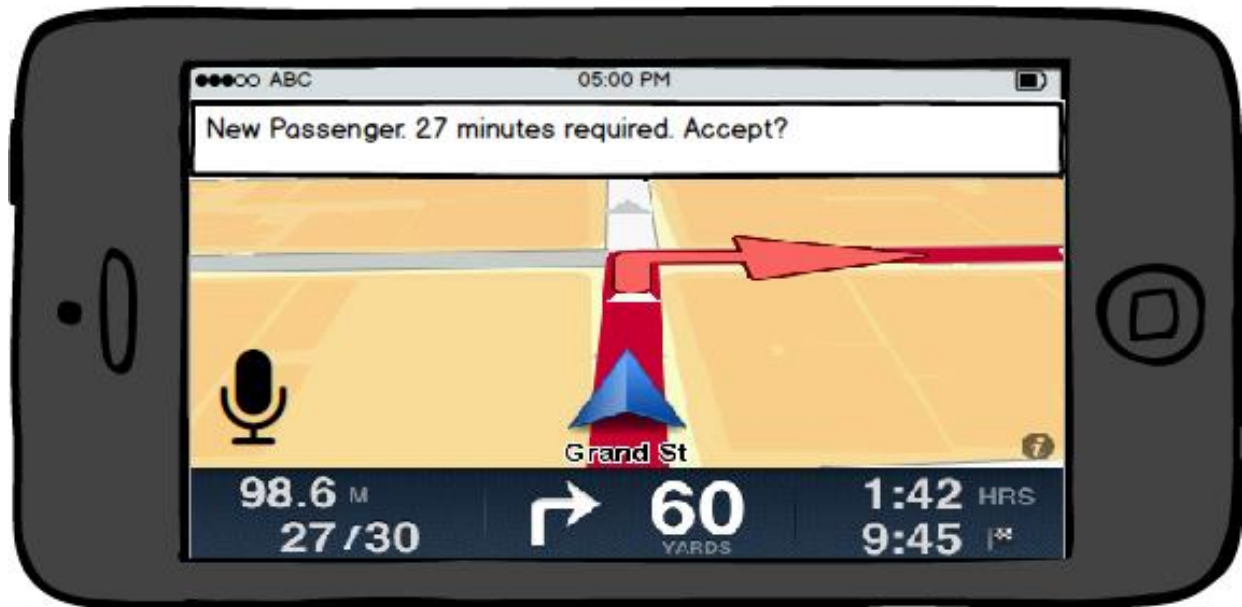 ABC 05:00 PM
New Passenger. 27 minutes required. Accept?
Grand St
i
98.6 M 60 1:42 HRS
27/30 YARDS 9:45